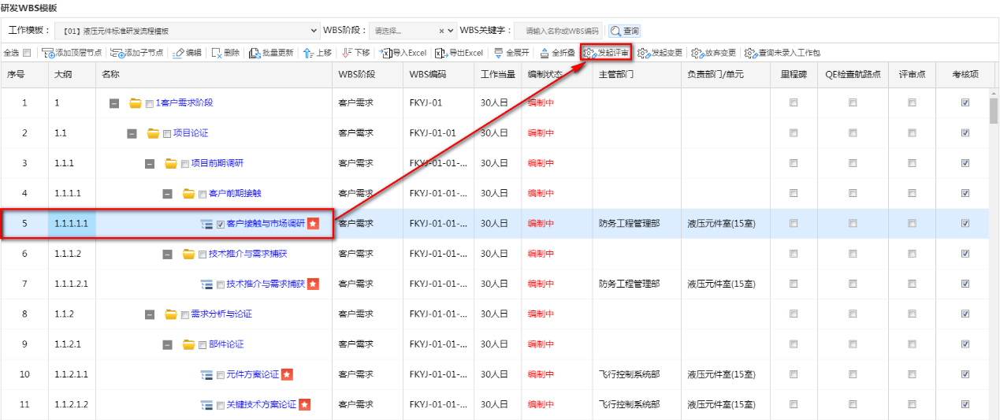 研发WBS模板
工作模板： 【01】液压元件标准研发流程模板 WBS阶段： 请选择... WBS关键字： 请输入名称或WBS编码 查询
全选 添加顶层节点 添加子节点 编辑 删除 批量更新 上移 下移 导入Excel 导出Excel 全展开 全折叠 发起评审 发起变更 放弃变更 查询未录入工作包
序号 大纲 名称 WBS阶段 WBS编码 工作当量 编制状态 主管部门 负责部门/单元 里程碑 QE检查航路点 评审点 考核项
1 1 1客户需求阶段 客户需求 FKYJ-01 30人日 编制中
2 1.1 项目论证 客户需求 FKYJ-01-01 30人日 编制中
3 1.1.1 项目前期调研 客户需求 FKYJ-01-01-... 30人日 编制中
4 1.1.1.1 客户前期接触 客户需求 FKYJ-01-01-... 30人日 编制中
5 1.1.1.1.1 客户接触与市场调研 客户需求 FKYJ-01-01-... 30人日 编制中 防务工程管理部 液压元件室(15室)
6 1.1.1.2 技术推介与需求捕获 客户需求 FKYJ-01-01-... 30人日 编制中
7 1.1.1.2.1 技术推介与需求捕获 客户需求 FKYJ-01-01-... 30人日 编制中 防务工程管理部 液压元件室(15室)
8 1.1.2 需求分析与论证 客户需求 FKYJ-01-01-... 30人日 编制中
9 1.1.2.1 部件论证 客户需求 FKYJ-01-01-... 30人日 编制中
10 1.1.2.1.1 元件方案论证 客户需求 FKYJ-01-01-... 30人日 编制中 飞行控制系统部 液压元件室(15室)
11 1.1.2.1.2 关键技术方案论证 客户需求 FKYJ-01-01-... 30人日 编制中 飞行控制系统部 液压元件室(15室)